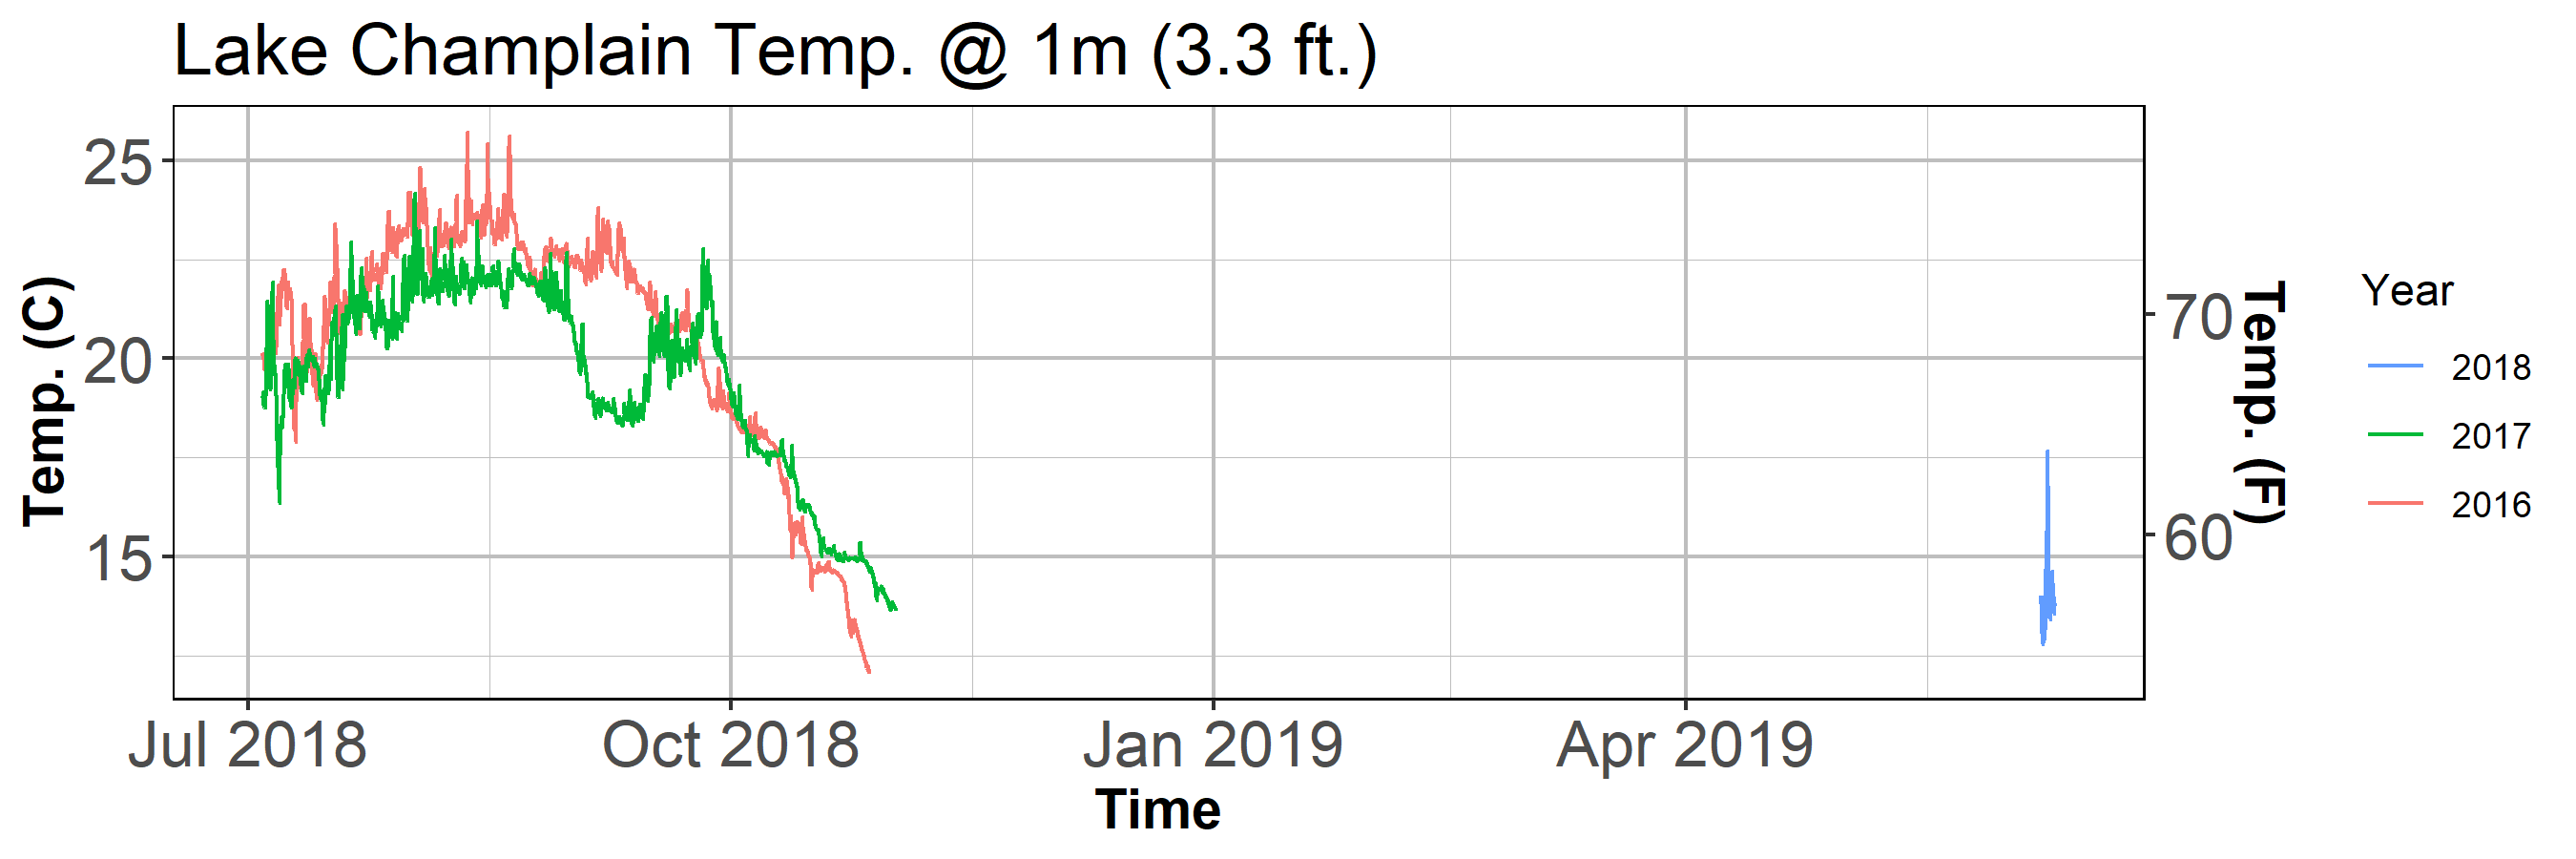 Lake Champlain Temp. @ 1m (3.3 ft.)
Temp. (C)
25
20
15
Jul 2018
Oct 2018
Jan 2019
Apr 2019
Time
70
60
Temp. (F)
Year
2018
2017
2016